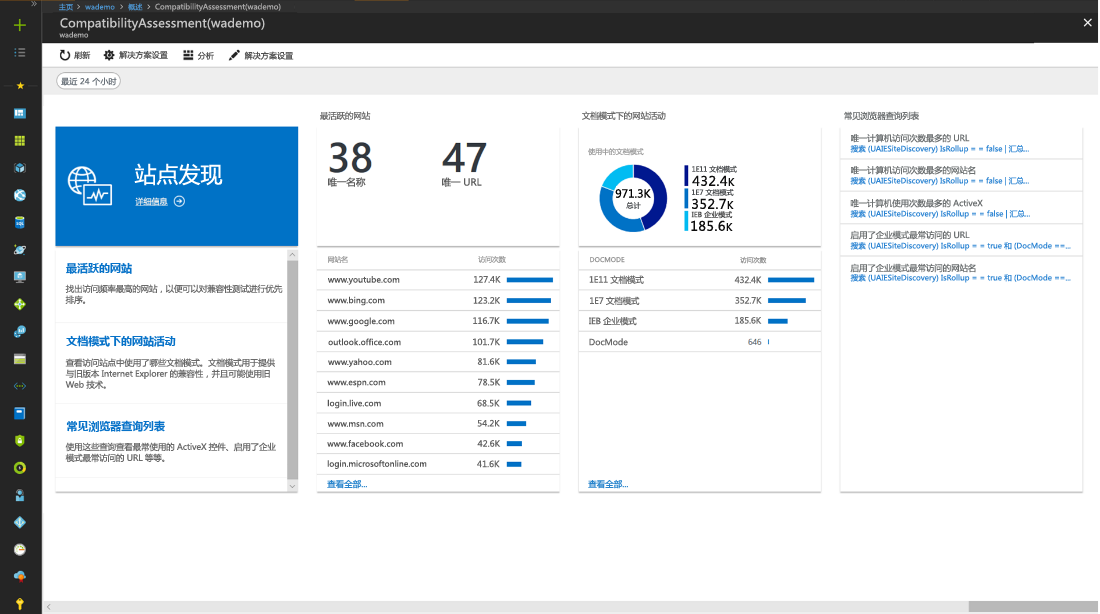 主页 › wademo › 概述 › CompatibilityAssessment(wademo)
CompatibilityAssessment(wademo)
wademo
刷新 解决方案设置 分析 解决方案设置
最近 24 个小时
站点发现
详细信息
最活跃的网站
找出访问频率最高的网站，以便可以对兼容性测试进行优先
排序。
文档模式下的网站活动
查看访问站点中使用了哪些文档模式。文档模式用于提供
与旧版本 Internet Explorer 的兼容性，并且可能使用旧
Web 技术。
常见浏览器查询列表
使用这些查询查看最常使用的 ActiveX 控件、启用了企业
模式最常访问的 URL 等等。
最活跃的网站
38 47
唯一名称 唯一 URL
网站名 访问次数
www.youtube.com 127.4K
www.bing.com 123.2K
www.google.com 116.7K
outlook.office.com 101.7K
www.yahoo.com 81.6K
www.espn.com 78.5K
login.live.com 68.5K
www.msn.com 54.2K
www.facebook.com 42.6K
login.microsoftonline.com 41.6K
查看全部...
文档模式下的网站活动
使用中的文档模式
971.3K
总计
1E11 文档模式
432.4K
1E7 文档模式
352.7K
IEB 企业模式
185.6K
DOCMODE 访问次数
1E11 文档模式 432.4K
1E7 文档模式 352.7K
IEB 企业模式 185.6K
DocMode 646
查看全部...
常见浏览器查询列表
唯一计算机访问次数最多的 URL
搜索 (UAIESiteDiscovery) IsRollup = = false | 汇总...
唯一计算机访问次数最多的网站名
搜索 (UAIESiteDiscovery) IsRollup = = false | 汇总...
唯一计算机使用次数最多的 ActiveX
搜索 (UAIESiteDiscovery) IsRollup = = false | 汇总...
启用了企业模式最常访问的 URL
搜索 (UAIESiteDiscovery) IsRollup = = true 和 (DocMode ==...
启用了企业模式最常访问的网站名
搜索 (UAIESiteDiscovery) IsRollup = = true 和 (DocMode ==...